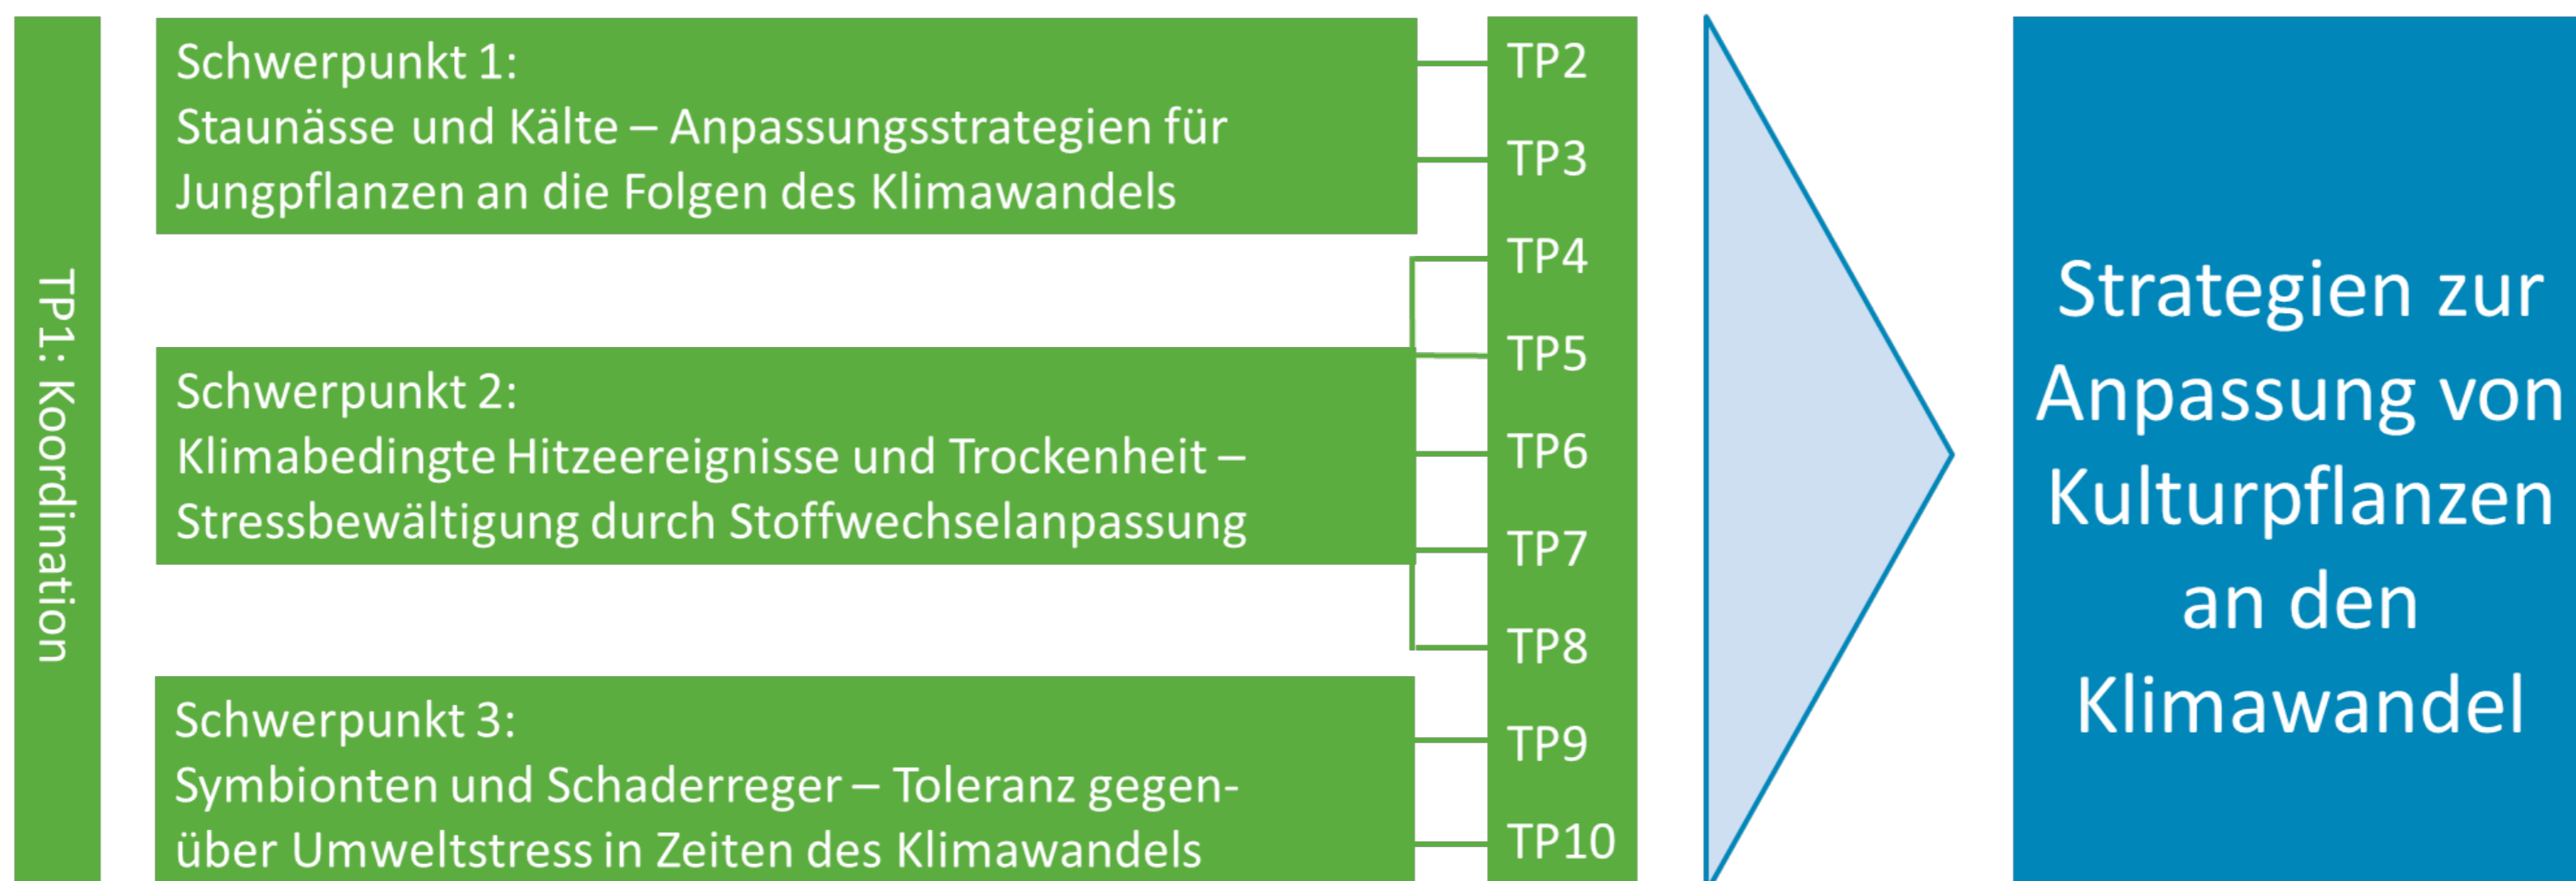 TP1: Koordination
Schwerpunkt 1:
Staunässe und Kälte – Anpassungsstrategien für
Jungpflanzen an die Folgen des Klimawandels
Schwerpunkt 2:
Klimabedingte Hitzeereignisse und Trockenheit –
Stressbewältigung durch Stoffwechselanpassung
Schwerpunkt 3:
Symbionten und Schaderreger – Toleranz gegen-
über Umweltstress in Zeiten des Klimawandels
TP2
TP3
TP4
TP5
TP6
TP7
TP8
TP9
TP10
Strategien zur
Anpassung von
Kulturpflanzen
an den
Klimawandel